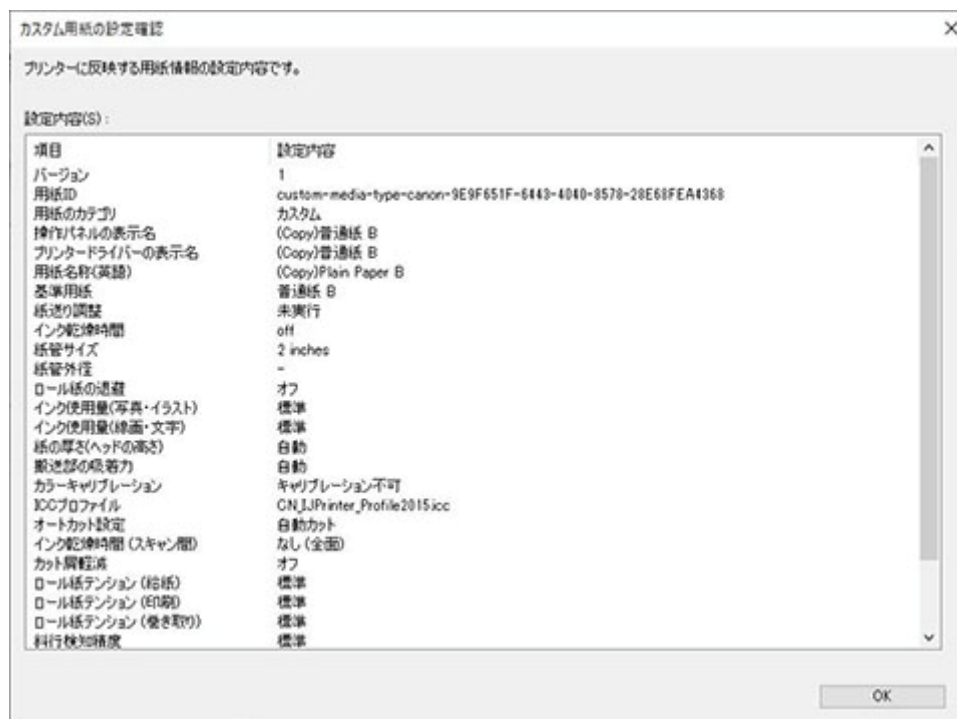 カスタム用紙の設定確認
プリンターに反映する用紙情報の設定内容です。
設定内容(S):
項目 設定内容
バージョン 1
用紙ID custom-media-type-canon-9E9F651F-6443-4040-8578-28E68FEA4368
用紙のカテゴリ カスタム
操作パネルの表示名 (Copy)普通紙 B
プリンタードライバーの表示名 (Copy)普通紙 B
用紙名称(英語) (Copy)Plain Paper B
基準用紙 普通紙 B
紙送り調整 未実行
インク乾燥時間 off
紙管サイズ 2 inches
紙管外径 -
ロール紙の退避 オフ
インク使用量(写真・イラスト) 標準
インク使用量(線画・文字) 標準
紙の厚さ(ヘッドの高さ) 自動
搬送部の吸着力 自動
カラーキャリブレーション キャリブレーション不可
ICCプロファイル CN_IJPrinter_Profile2015.icc
オートカット設定 自動カット
インク乾燥時間 (スキャン間) なし (全面)
カット屑軽減 オフ
ロール紙テンション (給紙) 標準
ロール紙テンション (印刷) 標準
ロール紙テンション (巻き取り) 標準
斜行検知精度 標準
OK